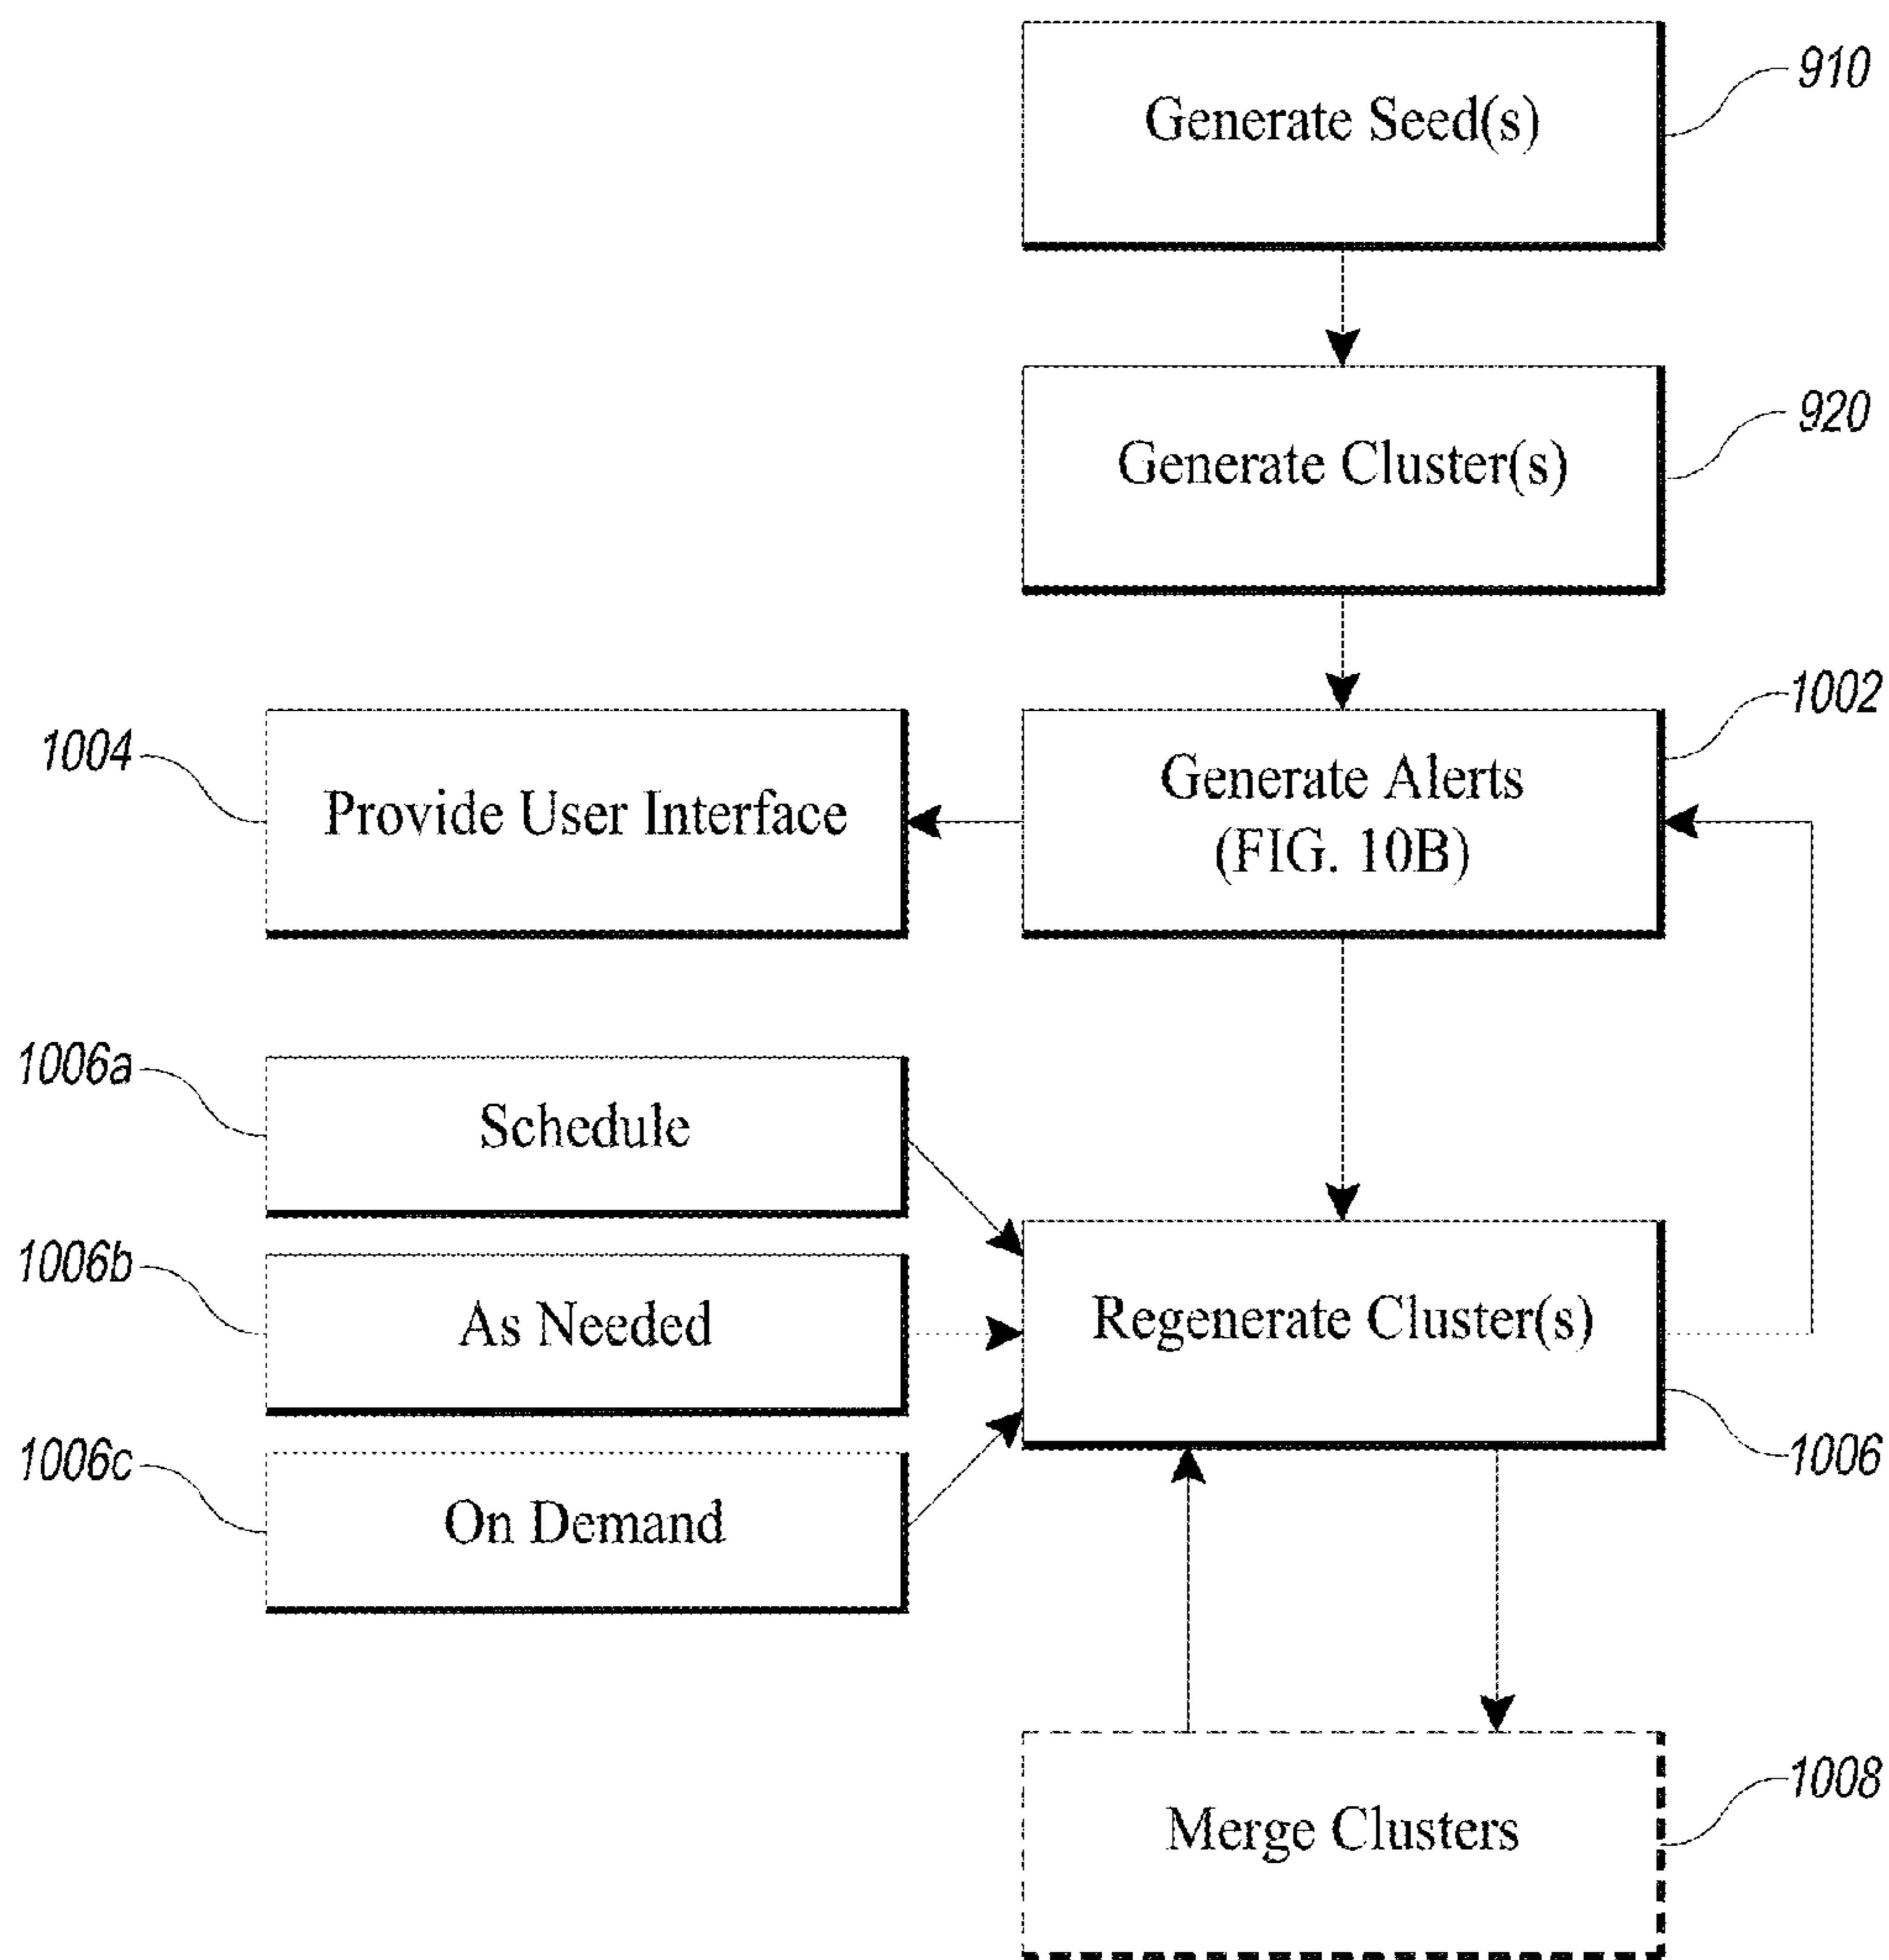 Generate Seed(s)
910
Generate Cluster(s)
920
1002
1004
Provide User Interface
Generate Alerts
(FIG. 10B)
1006a
Schedule
1006b
As Needed
Regenerate Cluster(s)
1006
1006c
On Demand
Merge Clusters
1008